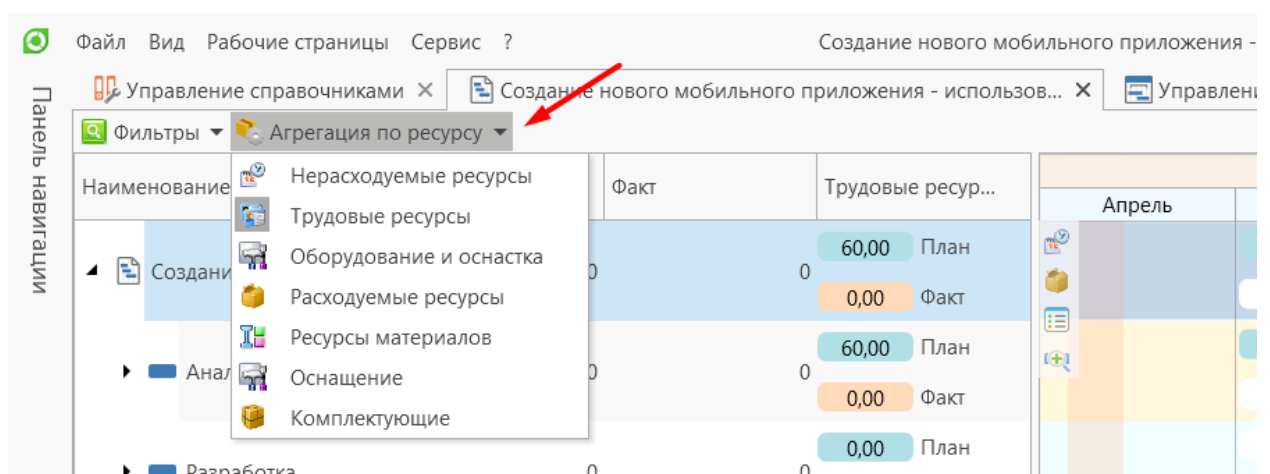 Файл Вид Рабочие страницы Сервис ? Создание нового мобильного приложения -
Управление справочниками Создание нового мобильного приложения - использов... Управлени
Панель навигации
Фильтры Агрегация по ресурсу
Наименование Факт Трудовые ресур...
Апрель
Нерасходуемые ресурсы
Трудовые ресурсы
Оборудование и оснастка
Расходуемые ресурсы
Ресурсы материалов
Оснащение
Комплектующие
Создани 0 0 60,00 План
0,00 Факт
Анал 0 0 60,00 План
0,00 Факт
Разработка 0 0 0,00 План